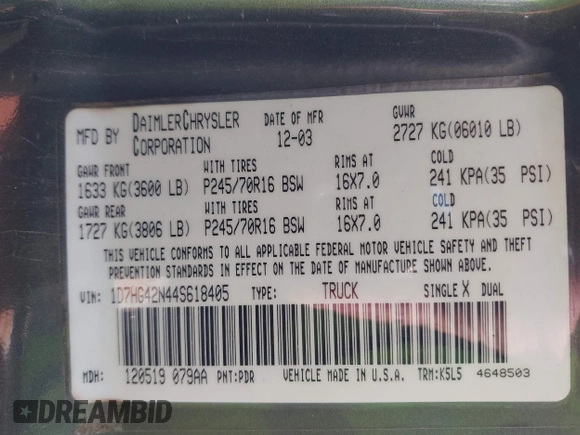 MFD BY DAIMLERCHRYSLER CORPORATION DATE OF MFR 12-03 GVWR 2727 KG(06010 LB)
GAWR FRONT WITH TIRES RIMS AT COLD
1633 KG(3600 LB) P245/70R16 BSW 16X7.0 241 KPA(35 PSI)
GAWR REAR WITH TIRES RIMS AT COLD
1727 KG(3806 LB) P245/70R16 BSW 16X7.0 241 KPA(35 PSI)
THIS VEHICLE CONFORMS TO ALL APPLICABLE FEDERAL MOTOR VEHICLE SAFETY AND THEFT
PREVENTION STANDARDS IN EFFECT ON THE DATE OF MANUFACTURE SHOWN ABOVE.
VIN: 1D7HG42N44S618405 TYPE: TRUCK SINGLE X DUAL
MDH: 120519 079AA PNT:PDR VEHICLE MADE IN U.S.A. TRM:K5L5 4648503
DREAMBID